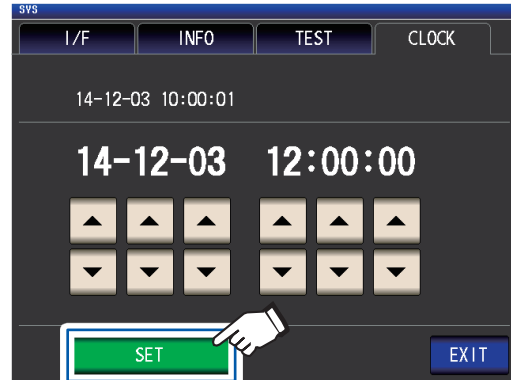 SYS
I/F INFO TEST CLOCK
14-12-03 10:00:01
14-12-03 12:00:00
SET EXIT